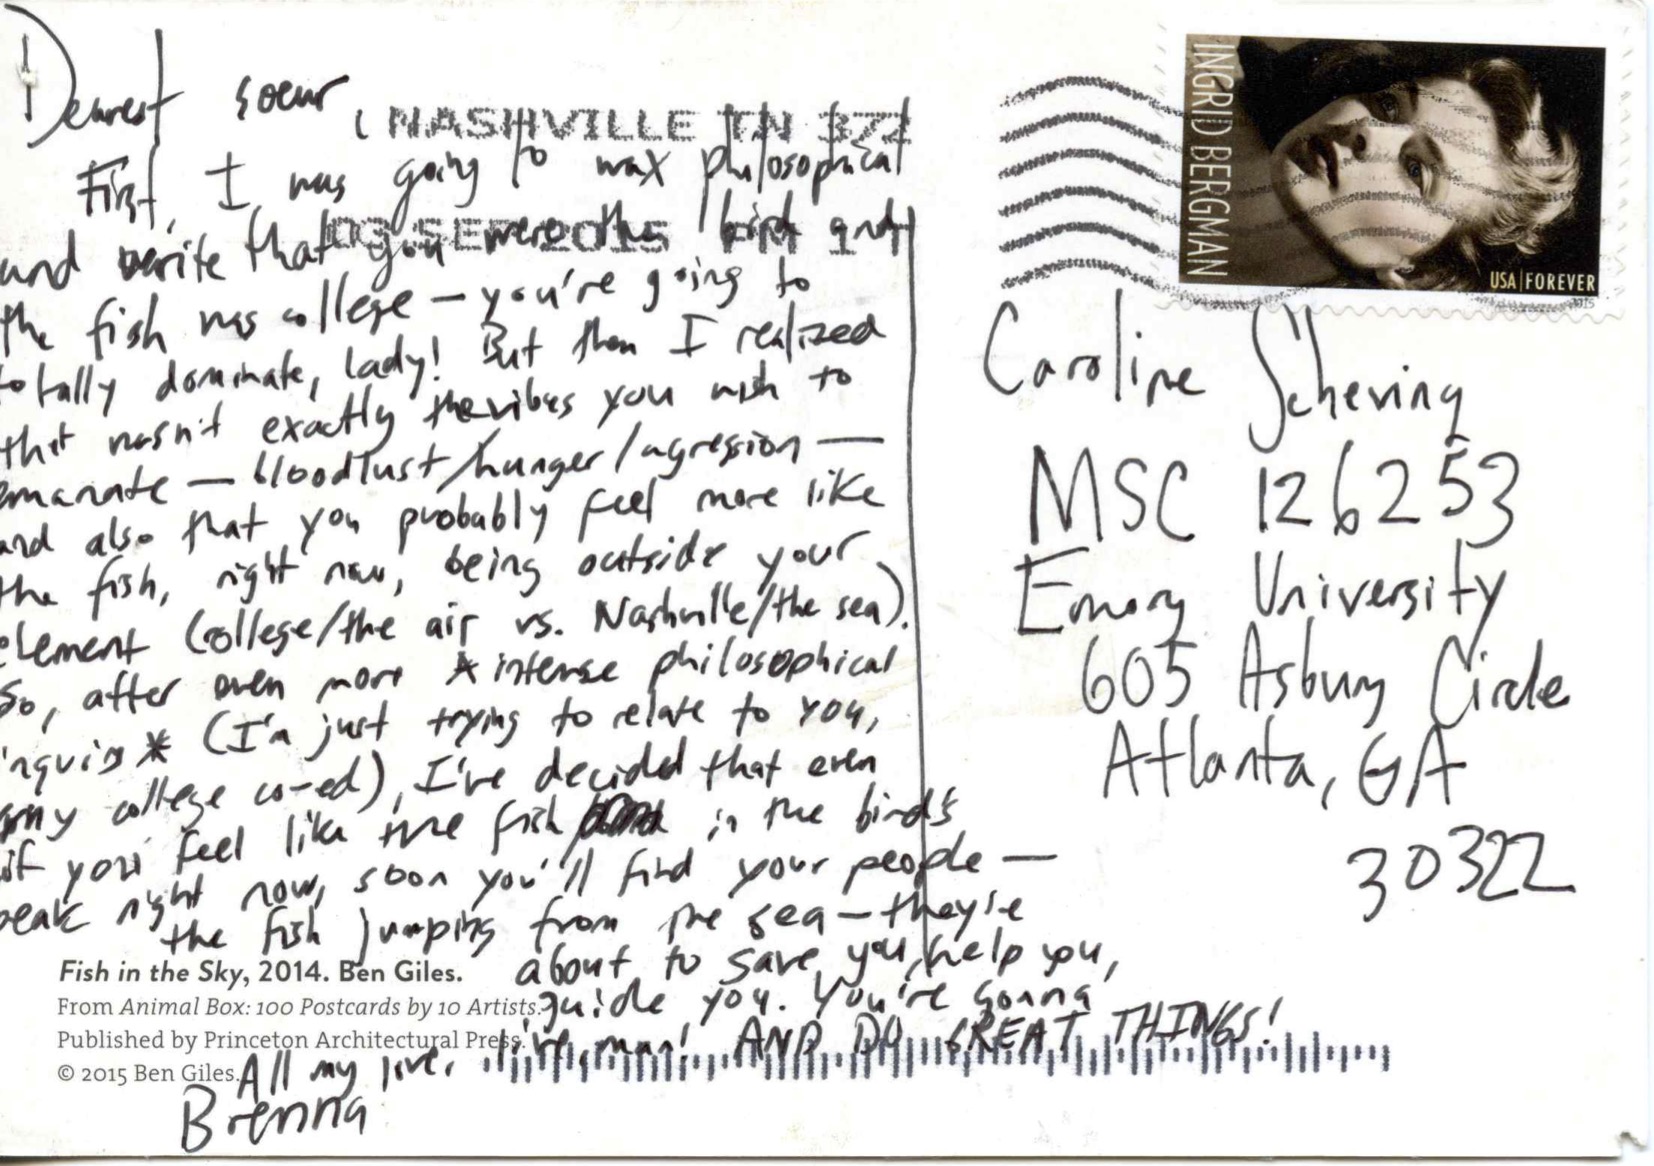 Dearest soeur
NASHVILLE TN 372
First, I was going to wax philosophical
03 SEP 2015 PM 1
and write that you were the bird and
the fish was college — you're going to
totally dominate, lady! But then I realized
that wasn't exactly the vibes you wish to
emanate — bloodlust/hunger/agression —
and also that you probably feel more like
the fish, right now, being outside your
element (college/the air vs. Nashville/the sea).
So, after even more intense philosophical
inquiry * (I'm just trying to relate to you,
my college co-ed), I've decided that even
if you feel like the fish in the bird's
beak right now, soon you'll find your people —
the fish jumping from the sea — they're
about to save you, help you,
guide you. You're gonna
live, man! AND DO GREAT THINGS!
All my love,
Brenna
Fish in the Sky, 2014. Ben Giles.
From Animal Box: 100 Postcards by 10 Artists.
Published by Princeton Architectural Press.
© 2015 Ben Giles.
INGRID BERGMAN
USA | FOREVER
2015
Caroline Schering
MSC 126253
Emory University
605 Asbury Circle
Atlanta, GA
30322